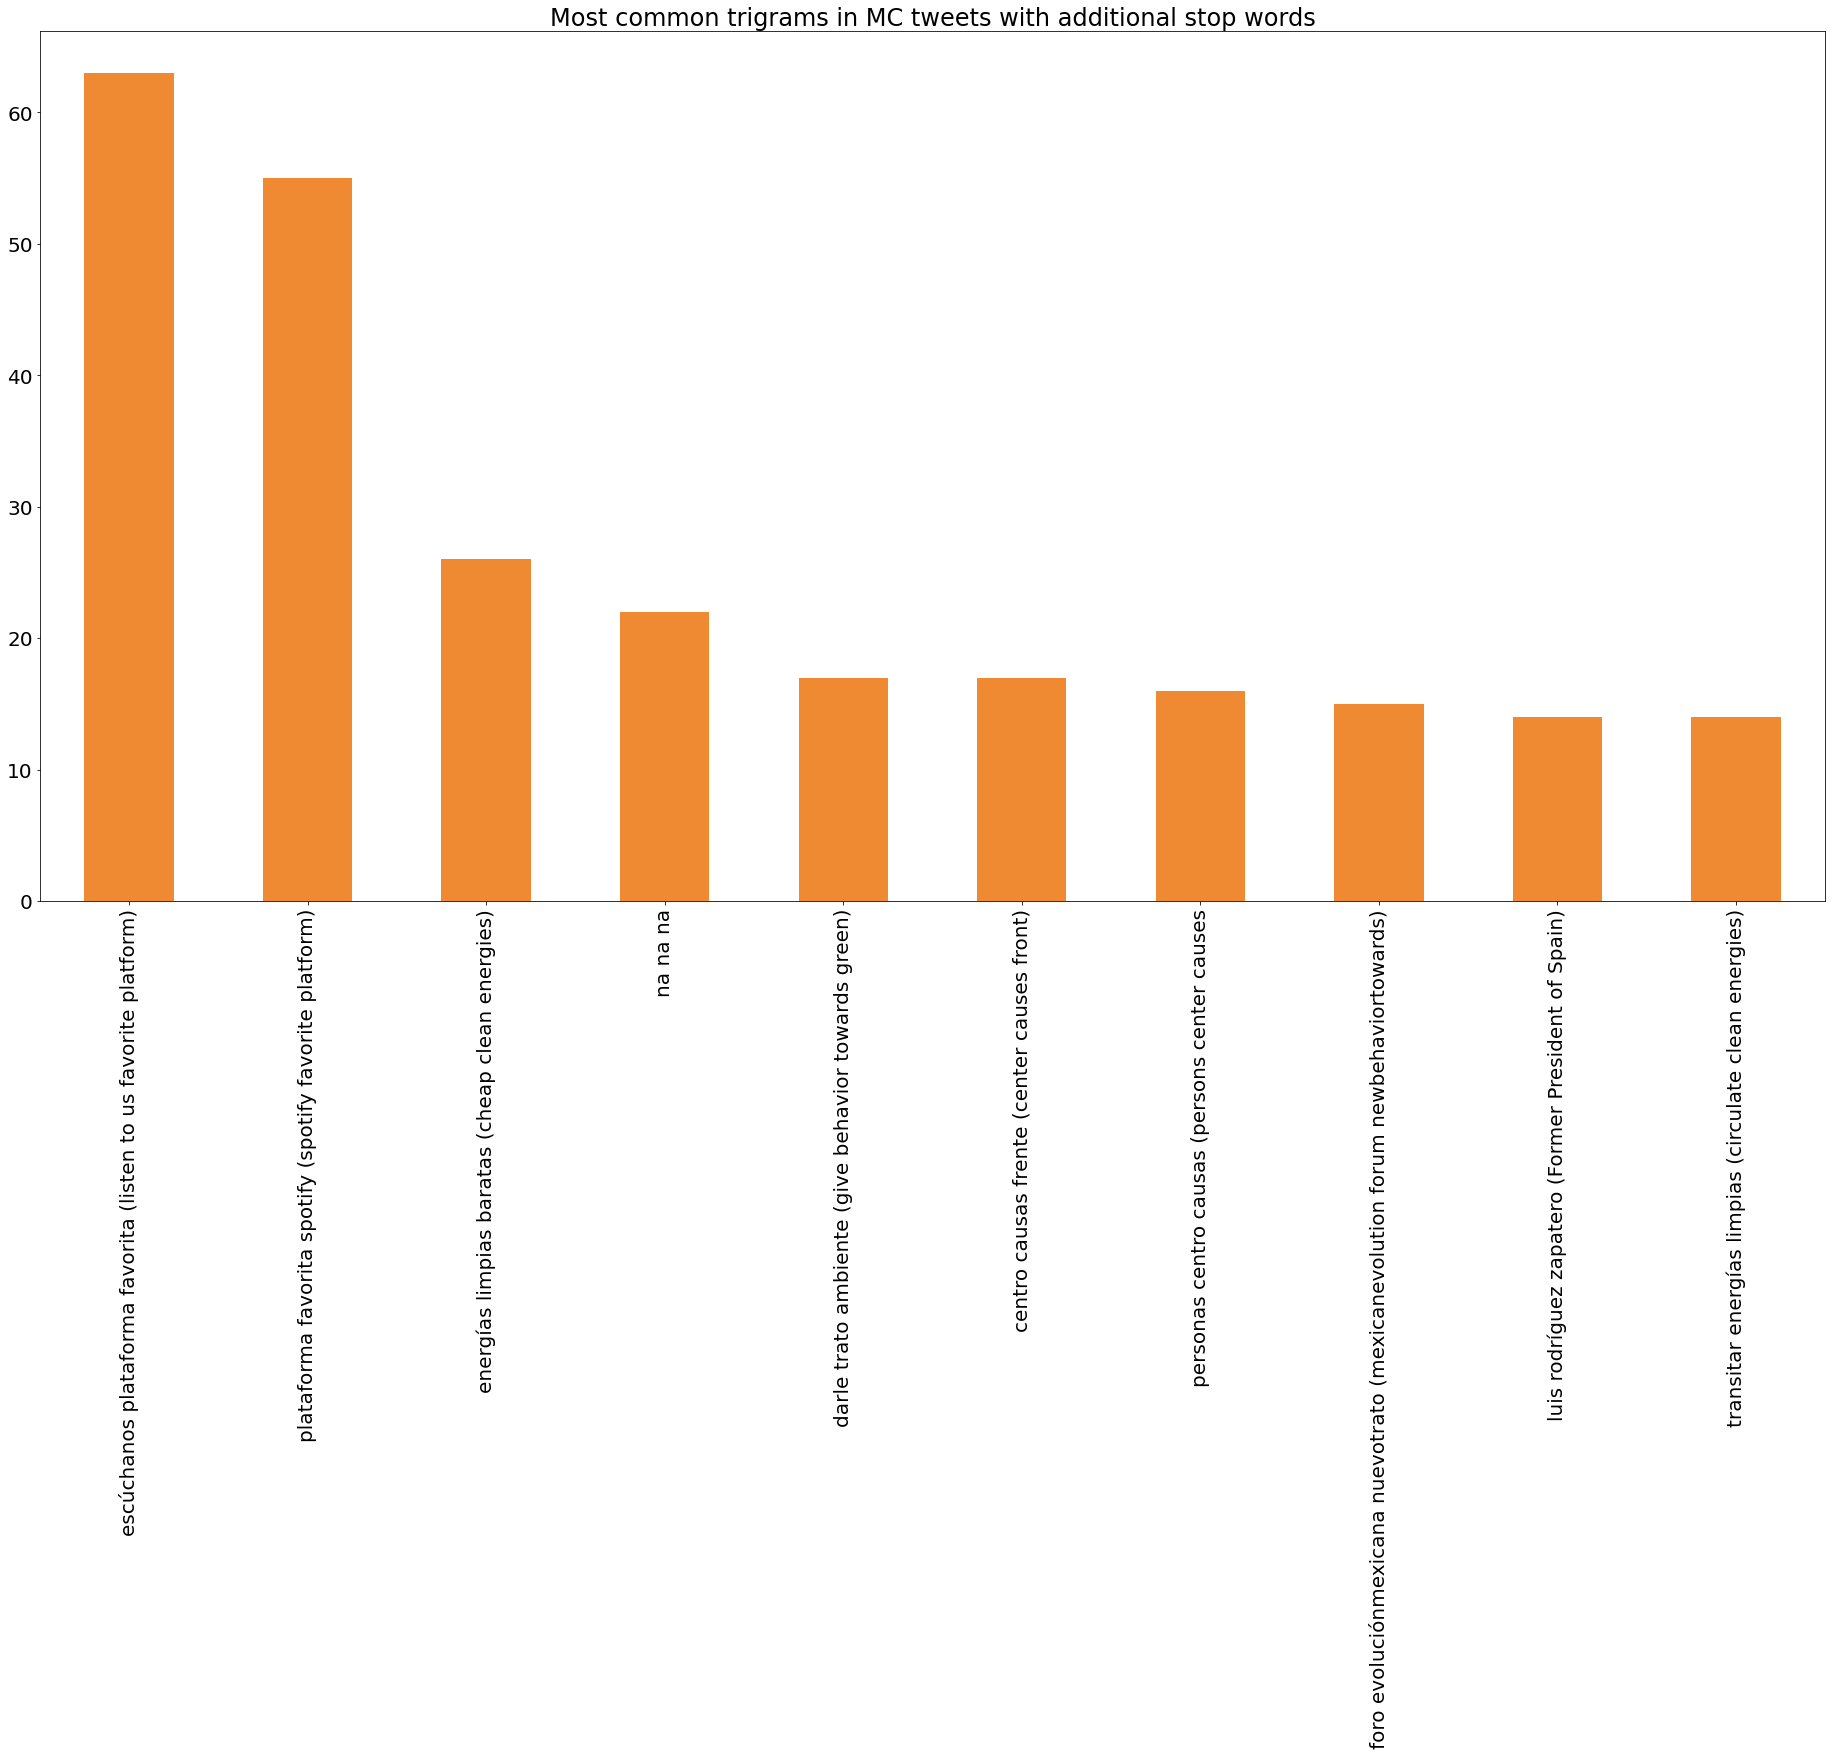 Most common trigrams in MC tweets with additional stop words
60
50
40
30
20
10
0
escúchanos plataforma favorita (listen to us favorite platform)
plataforma favorita spotify (spotify favorite platform)
energías limpias baratas (cheap clean energies)
na na na
darle trato ambiente (give behavior towards green)
centro causas frente (center causes front)
personas centro causas (persons center causes
foro evoluciónmexicana nuevotrato (mexicanevolution forum newbehaviortowards)
luis rodríguez zapatero (Former President of Spain)
transitar energías limpias (circulate clean energies)